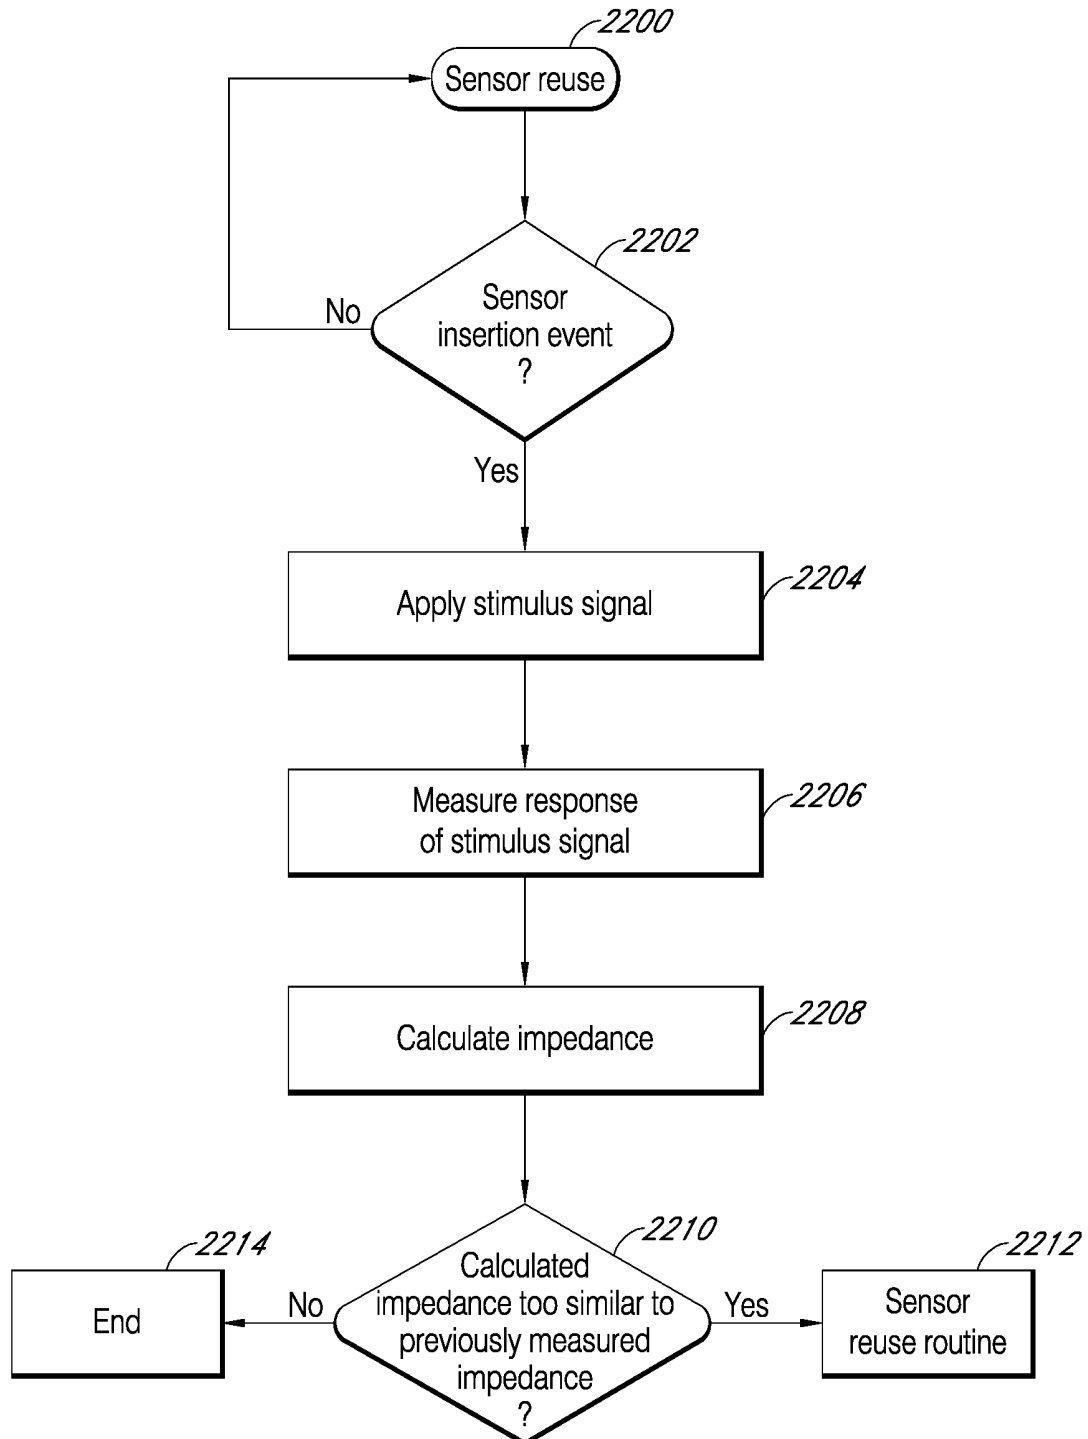 2200
Sensor reuse
2202
Sensor
insertion event
?
No
Yes
2204
Apply stimulus signal
2206
Measure response
of stimulus signal
2208
Calculate impedance
2210
Calculated
impedance too similar to
previously measured
impedance
?
No
Yes
2214
End
2212
Sensor
reuse routine